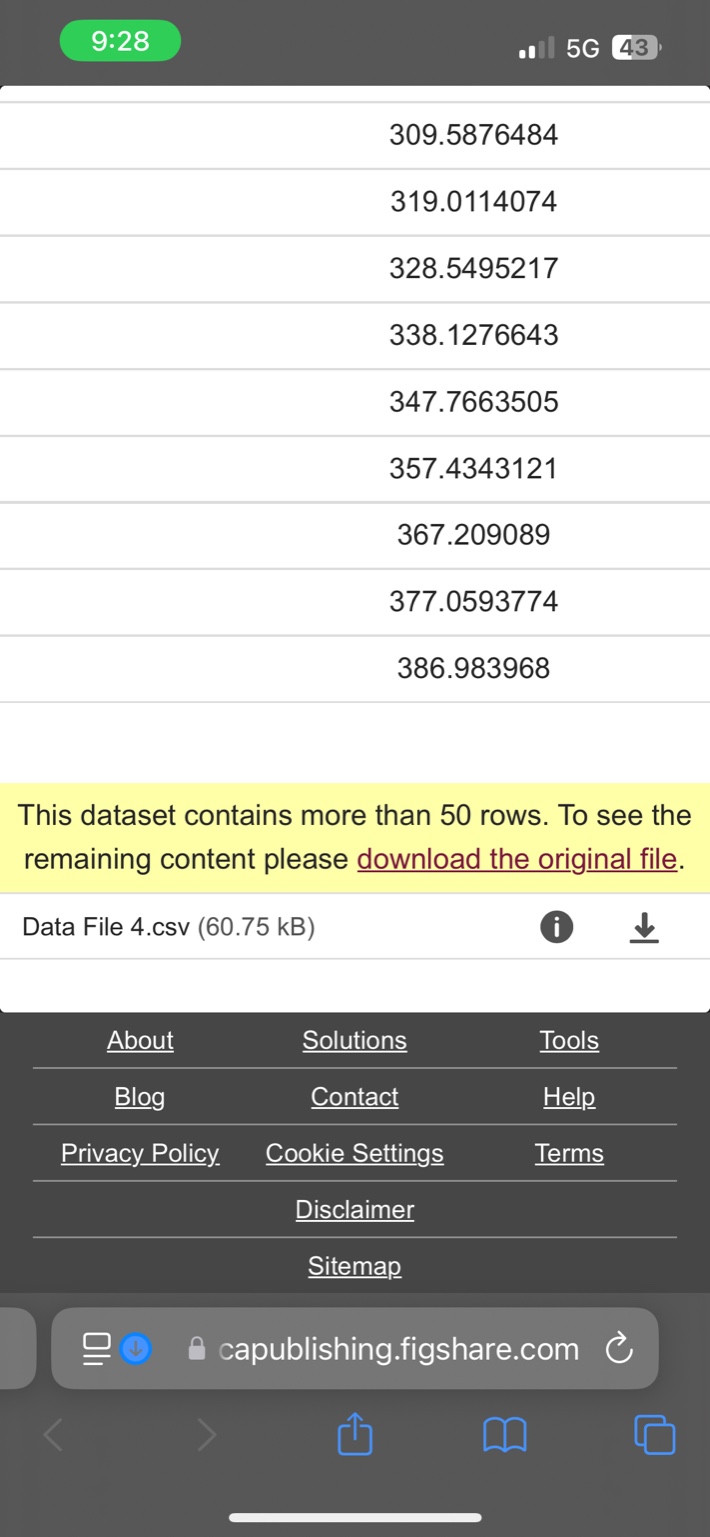 9:28
5G 43
309.5876484
319.0114074
328.5495217
338.1276643
347.7663505
357.4343121
367.209089
377.0593774
386.983968
This dataset contains more than 50 rows. To see the
remaining content please download the original file.
Data File 4.csv (60.75 kB)
About Solutions Tools
Blog Contact Help
Privacy Policy Cookie Settings Terms
Disclaimer
Sitemap
capublishing.figshare.com